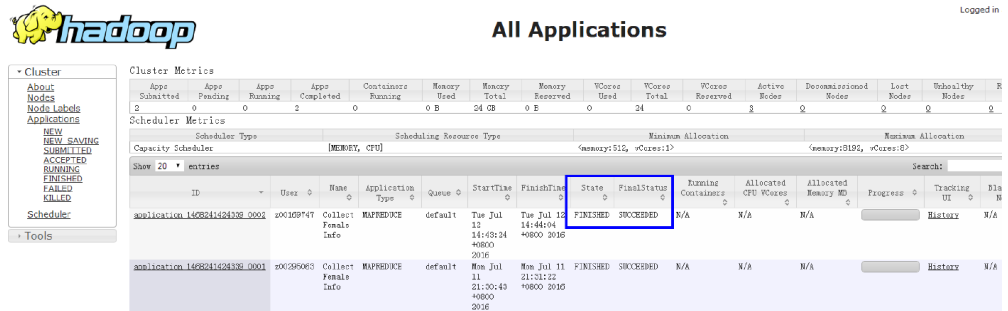 Logged in
hadoop
All Applications
Cluster
About
Nodes
Node Labels
Applications
NEW
NEW_SAVING
SUBMITTED
ACCEPTED
RUNNING
FINISHED
FAILED
KILLED
Scheduler
Tools
Cluster Metrics
Apps Submitted Apps Pending Apps Running Apps Completed Containers Running Memory Used Memory Total Memory Reserved VCores Used VCores Total VCores Reserved Active Nodes Decommissioned Nodes Lost Nodes Unhealthy Nodes R
2 0 0 2 0 0 B 24 GB 0 B 0 24 0 3 0 0 0 0
Scheduler Metrics
Scheduler Type Scheduling Resource Type Minimum Allocation Maximum Allocation
Capacity Scheduler [MEMORY, CPU] <memory:512, vCores:1> <memory:8192, vCores:8>
Show 20 entries Search:
ID User Name Application Type Queue StartTime FinishTime State FinalStatus Running Containers Allocated CPU VCores Allocated Memory MB Progress Tracking UI Bla
application_1468241424339_0002 z00169747 Collect Female Info MAPREDUCE default Tue Jul 12 14:43:24 +0800 2016 Tue Jul 12 14:44:04 +0800 2016 FINISHED SUCCEEDED N/A N/A N/A History N/A
application_1468241424339_0001 z00295063 Collect Female Info MAPREDUCE default Mon Jul 11 21:30:43 +0800 2016 Mon Jul 11 21:31:22 +0800 2016 FINISHED SUCCEEDED N/A N/A N/A History N/A